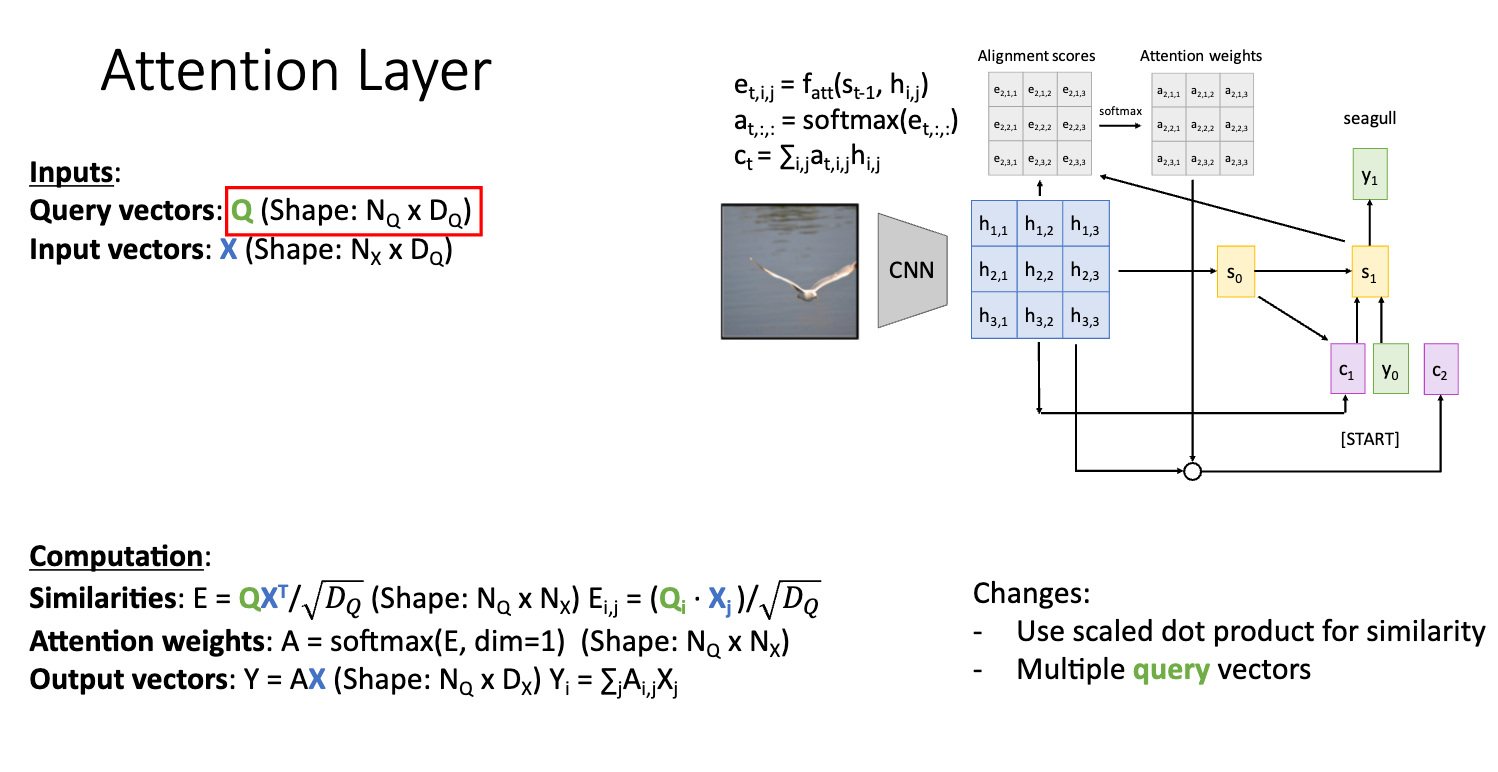 Attention Layer
Inputs:
Query vectors: Q (Shape: N_Q x D_Q)
Input vectors: X (Shape: N_X x D_Q)
e_{t,i,j} = f_{att}(s_{t-1}, h_{i,j})
a_{t,:,:} = softmax(e_{t,:,:})
c_t = ∑_{i,j}a_{t,i,j}h_{i,j}
Alignment scores
e_{2,1,1} e_{2,1,2} e_{2,1,3}
e_{2,2,1} e_{2,2,2} e_{2,2,3}
e_{2,3,1} e_{2,3,2} e_{2,3,3}
softmax
Attention weights
a_{2,1,1} a_{2,1,2} a_{2,1,3}
a_{2,2,1} a_{2,2,2} a_{2,2,3}
a_{2,3,1} a_{2,3,2} a_{2,3,3}
seagull
y_1
CNN
h_{1,1} h_{1,2} h_{1,3}
h_{2,1} h_{2,2} h_{2,3}
h_{3,1} h_{3,2} h_{3,3}
s_0 s_1
c_1 y_0 c_2
[START]
Computation:
Similarities: E = QX^T/√D_Q (Shape: N_Q x N_X) E_{i,j} = (Q_i · X_j)/√D_Q
Attention weights: A = softmax(E, dim=1) (Shape: N_Q x N_X)
Output vectors: Y = AX (Shape: N_Q x D_X) Y_i = ∑_jA_{i,j}X_j
Changes:
- Use scaled dot product for similarity
- Multiple query vectors